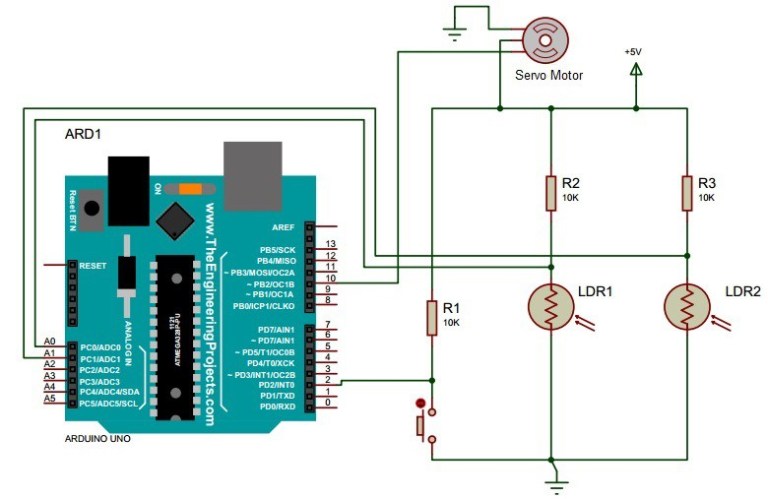 Servo Motor
+5V
ARD1
R2
10K
R3
10K
Reset BTN
ON
www.TheEngineeringProjects.com
AREF
PB5/SCK 13
PB4/MISO 12
~ PB3/MOSI/OC2A 11
~ PB2/OC1B 10
~ PB1/OC1A 9
PB0/ICP1/CLKO 8
RESET
LDR1
LDR2
R1
10K
ANALOG IN
1121
ATMEGA328P-PU
PD7/AIN1 7
~ PD7/AIN1 6
~ PD5/T1/OC0B 5
PD4/T0/XCK 4
~ PD3/INT1/OC2B 3
PD2/INT0 2
PD1/TXD 1
PD0/RXD 0
A0 PC0/ADC0
A1 PC1/ADC1
A2 PC2/ADC2
A3 PC3/ADC3
A4 PC4/ADC4/SDA
A5 PC5/ADC5/SCL
ARDUINO UNO